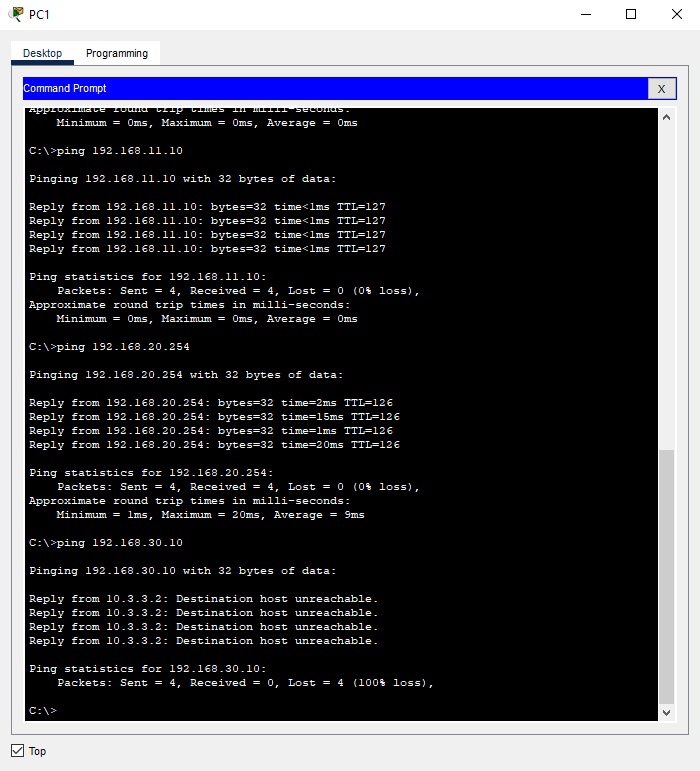 PC1
Desktop
Programming
Command Prompt
X
Approximate round trip times in milli-seconds:
Minimum = 0ms, Maximum = 0ms, Average = 0ms
C:\>ping 192.168.11.10
Pinging 192.168.11.10 with 32 bytes of data:
Reply from 192.168.11.10: bytes=32 time<1ms TTL=127
Reply from 192.168.11.10: bytes=32 time<1ms TTL=127
Reply from 192.168.11.10: bytes=32 time<1ms TTL=127
Reply from 192.168.11.10: bytes=32 time<1ms TTL=127
Ping statistics for 192.168.11.10:
Packets: Sent = 4, Received = 4, Lost = 0 (0% loss),
Approximate round trip times in milli-seconds:
Minimum = 0ms, Maximum = 0ms, Average = 0ms
C:\>ping 192.168.20.254
Pinging 192.168.20.254 with 32 bytes of data:
Reply from 192.168.20.254: bytes=32 time=2ms TTL=126
Reply from 192.168.20.254: bytes=32 time=15ms TTL=126
Reply from 192.168.20.254: bytes=32 time=1ms TTL=126
Reply from 192.168.20.254: bytes=32 time=20ms TTL=126
Ping statistics for 192.168.20.254:
Packets: Sent = 4, Received = 4, Lost = 0 (0% loss),
Approximate round trip times in milli-seconds:
Minimum = 1ms, Maximum = 20ms, Average = 9ms
C:\>ping 192.168.30.10
Pinging 192.168.30.10 with 32 bytes of data:
Reply from 10.3.3.2: Destination host unreachable.
Reply from 10.3.3.2: Destination host unreachable.
Reply from 10.3.3.2: Destination host unreachable.
Reply from 10.3.3.2: Destination host unreachable.
Ping statistics for 192.168.30.10:
Packets: Sent = 4, Received = 0, Lost = 4 (100% loss),
C:\>
Top